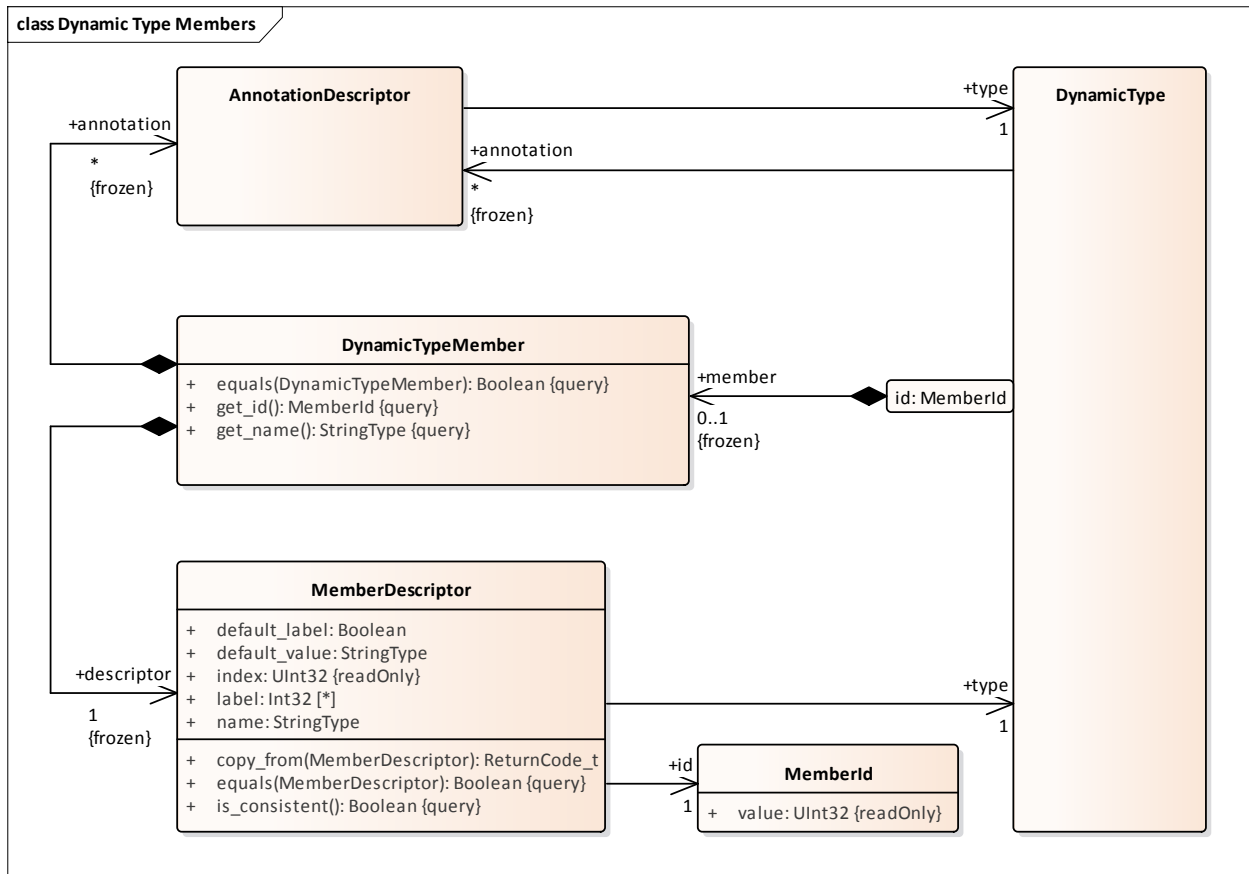 class Dynamic Type Members
AnnotationDescriptor
DynamicType
+type
1
+annotation
*
{frozen}
+annotation
*
{frozen}
DynamicTypeMember
+ equals(DynamicTypeMember): Boolean {query}
+ get_id(): MemberId {query}
+ get_name(): StringType {query}
+member
0..1
{frozen}
id: MemberId
MemberDescriptor
+ default_label: Boolean
+ default_value: StringType
+ index: UInt32 {readOnly}
+ label: Int32 [*]
+ name: StringType
+ copy_from(MemberDescriptor): ReturnCode_t
+ equals(MemberDescriptor): Boolean {query}
+ is_consistent(): Boolean {query}
+descriptor
1
{frozen}
+type
1
+id
1
MemberId
+ value: UInt32 {readOnly}